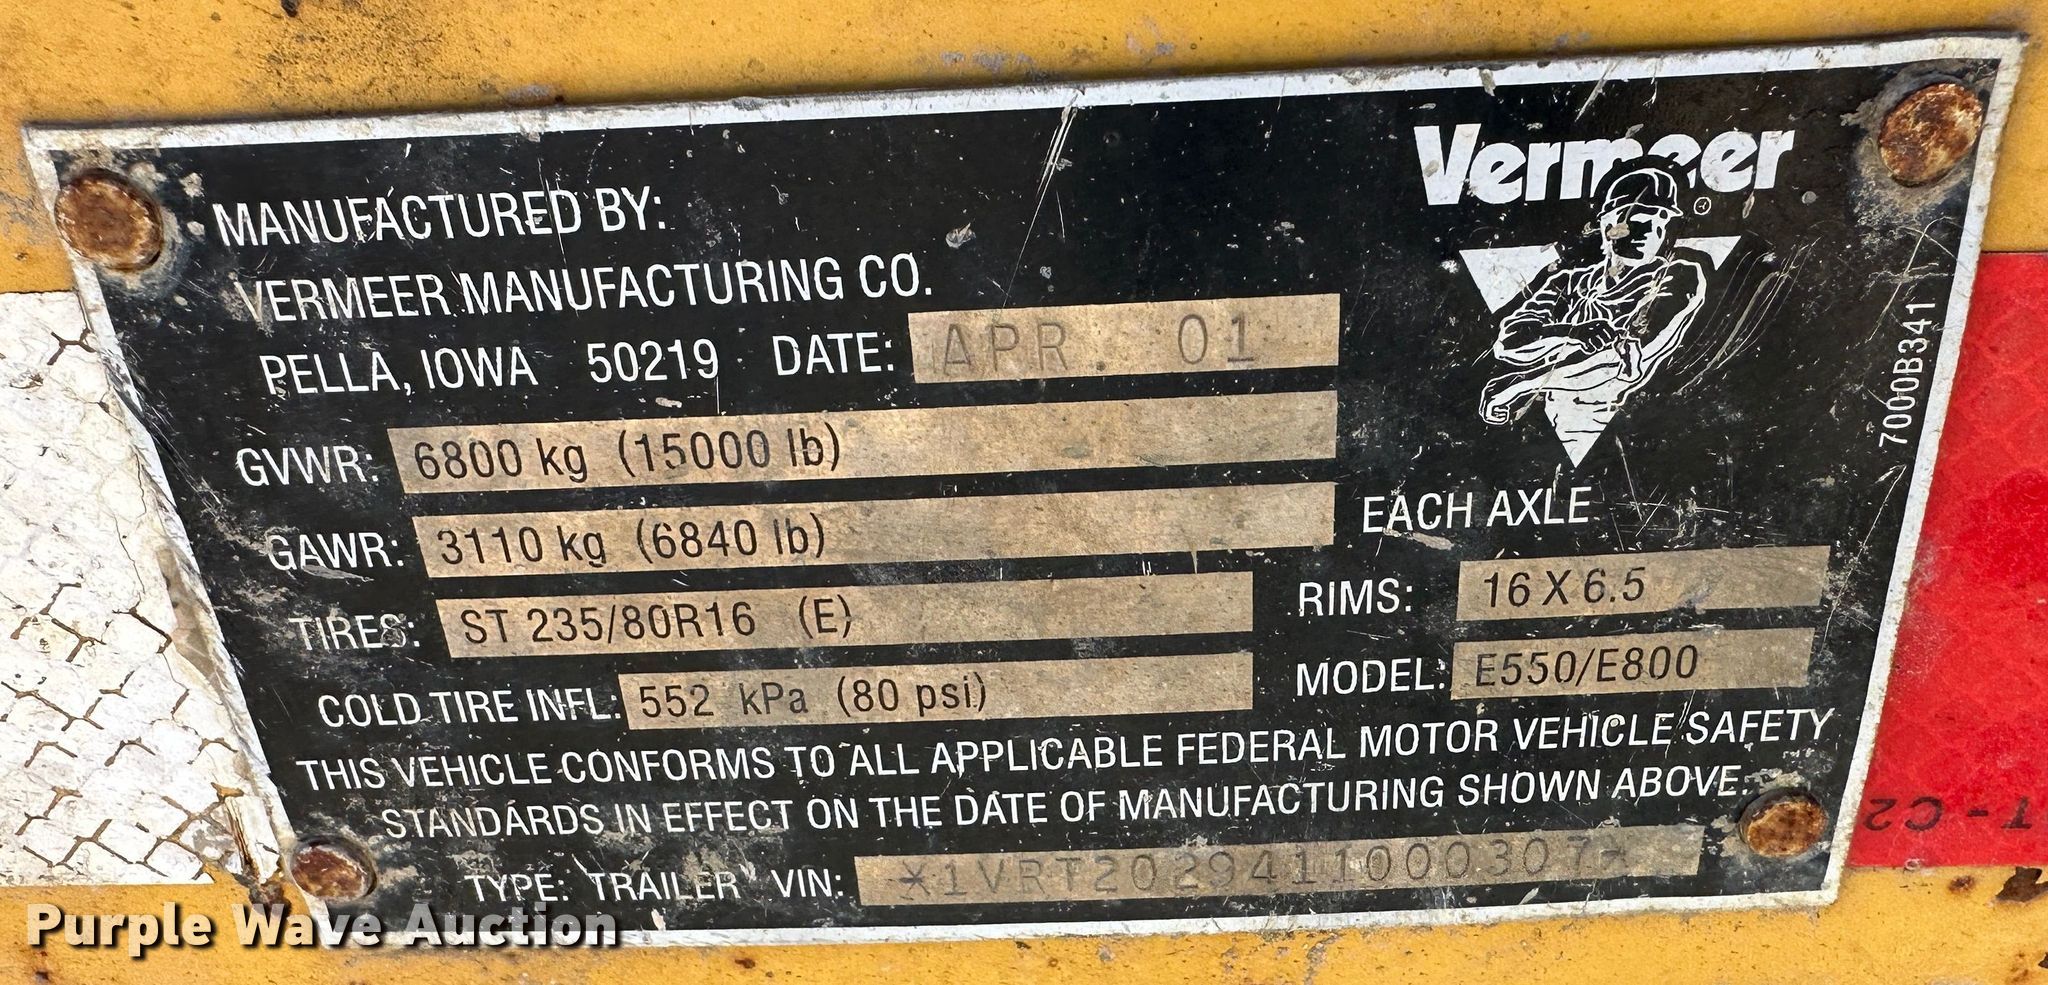 Vermeer
MANUFACTURED BY:
VERMEER MANUFACTURING CO.
PELLA, IOWA 50219 DATE: APR 01
GVWR: 6800 kg (15000 lb)
GAWR: 3110 kg (6840 lb) EACH AXLE
TIRES: ST 235/80R16 (E) RIMS: 16 X 6.5
COLD TIRE INFL: 552 kPa (80 psi) MODEL: E550/E800
THIS VEHICLE CONFORMS TO ALL APPLICABLE FEDERAL MOTOR VEHICLE SAFETY
STANDARDS IN EFFECT ON THE DATE OF MANUFACTURING SHOWN ABOVE.
TYPE: TRAILER VIN: *1VRT2029411000307*
7000B341
T-C2
Purple Wave Auction